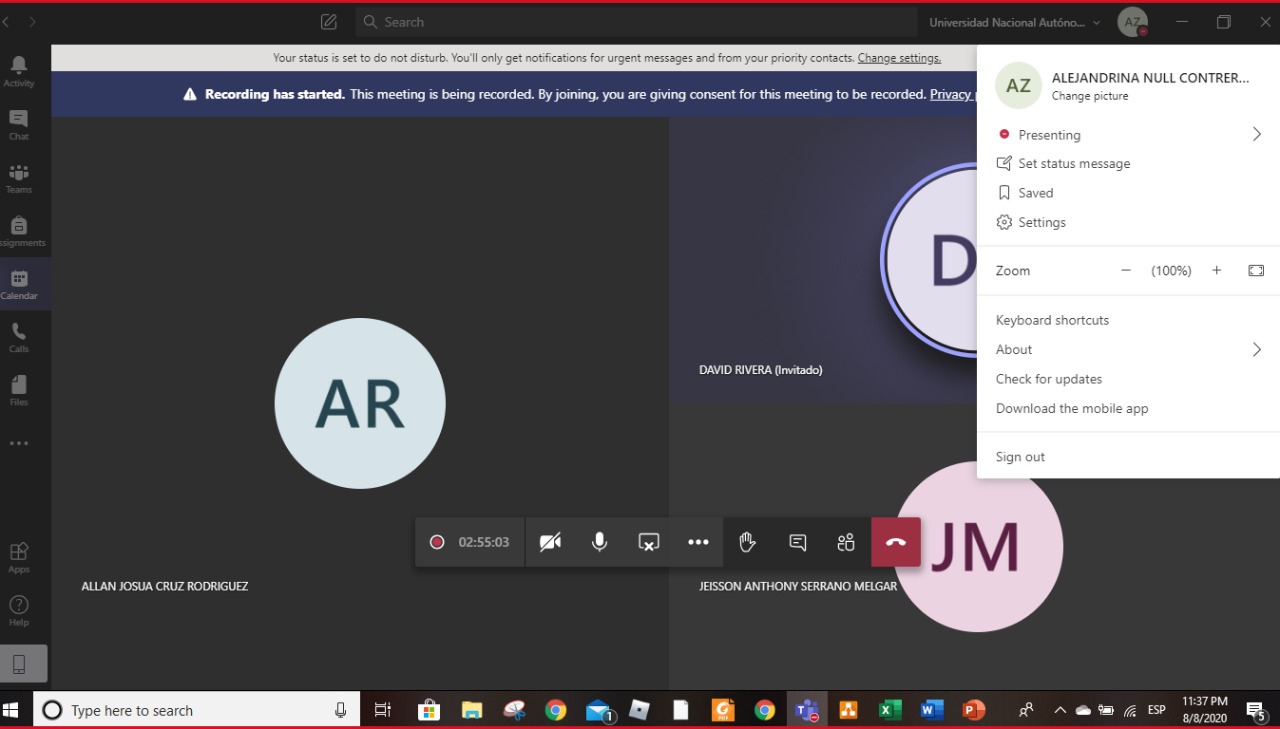 Search
Universidad Nacional Autóno...
AZ
Activity
Chat
Teams
ssignments
Calendar
Calls
Files
Apps
Help
Your status is set to do not disturb. You'll only get notifications for urgent messages and from your priority contacts. Change settings.
Recording has started. This meeting is being recorded. By joining, you are giving consent for this meeting to be recorded. Privacy
AR
ALLAN JOSUA CRUZ RODRIGUEZ
D
DAVID RIVERA (Invitado)
JM
JEISSON ANTHONY SERRANO MELGAR
02:55:03
AZ
ALEJANDRINA NULL CONTRER...
Change picture
Presenting
Set status message
Saved
Settings
Zoom
(100%)
Keyboard shortcuts
About
Check for updates
Download the mobile app
Sign out
Type here to search
1
ESP
11:37 PM
8/8/2020
5